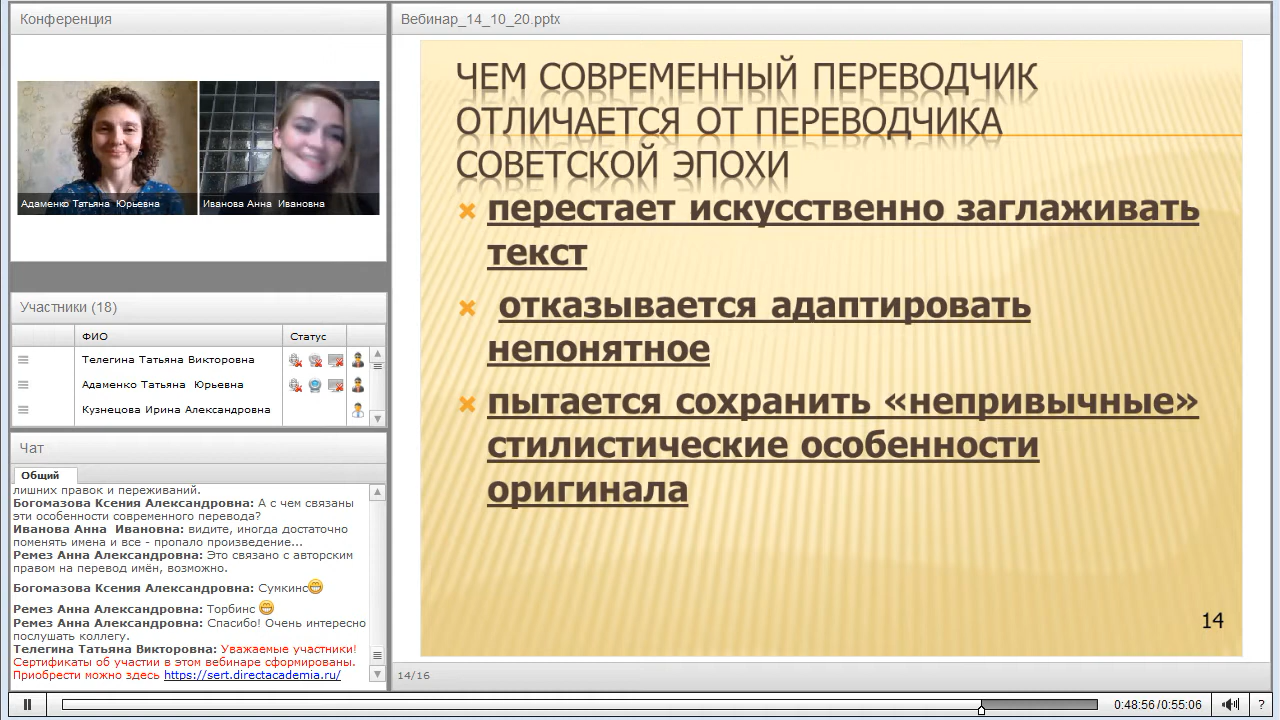 Конференция
Адаменко Татьяна Юрьевна
Иванова Анна Ивановна
Участники (18)
ФИО
Статус
Телегина Татьяна Викторовна
Адаменко Татьяна Юрьевна
Кузнецова Ирина Александровна
Чат
Общий
лишних правок и переживаний.
Богомазова Ксения Александровна: А с чем связаны
эти особенности современного перевода?
Иванова Анна Ивановна: видите, иногда достаточно
поменять имена и все - пропало произведение...
Ремез Анна Александровна: Это связано с авторским
правом на перевод имён, возможно.
Богомазова Ксения Александровна: Сумкинс
Ремез Анна Александровна: Торбинс
Ремез Анна Александровна: Спасибо! Очень интересно
послушать коллегу.
Телегина Татьяна Викторовна: Уважаемые участники!
Сертификаты об участии в этом вебинаре сформированы.
Приобрести можно здесь https://sert.directacademia.ru/
Вебинар_14_10_20.pptx
ЧЕМ СОВРЕМЕННЫЙ ПЕРЕВОДЧИК
ОТЛИЧАЕТСЯ ОТ ПЕРЕВОДЧИКА
СОВЕТСКОЙ ЭПОХИ
перестает искусственно заглаживать
текст
отказывается адаптировать
непонятное
пытается сохранить «непривычные»
стилистические особенности
оригинала
14
14/16
0:48:56/0:55:06
?